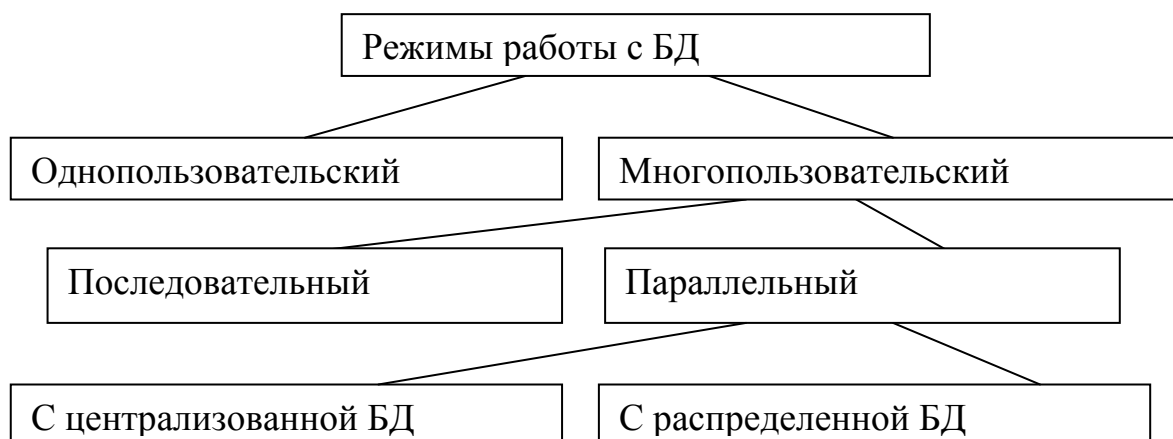 Режимы работы с БД
Однопользовательский
Многопользовательский
Последовательный
Параллельный
С централизованной БД
С распределенной БД